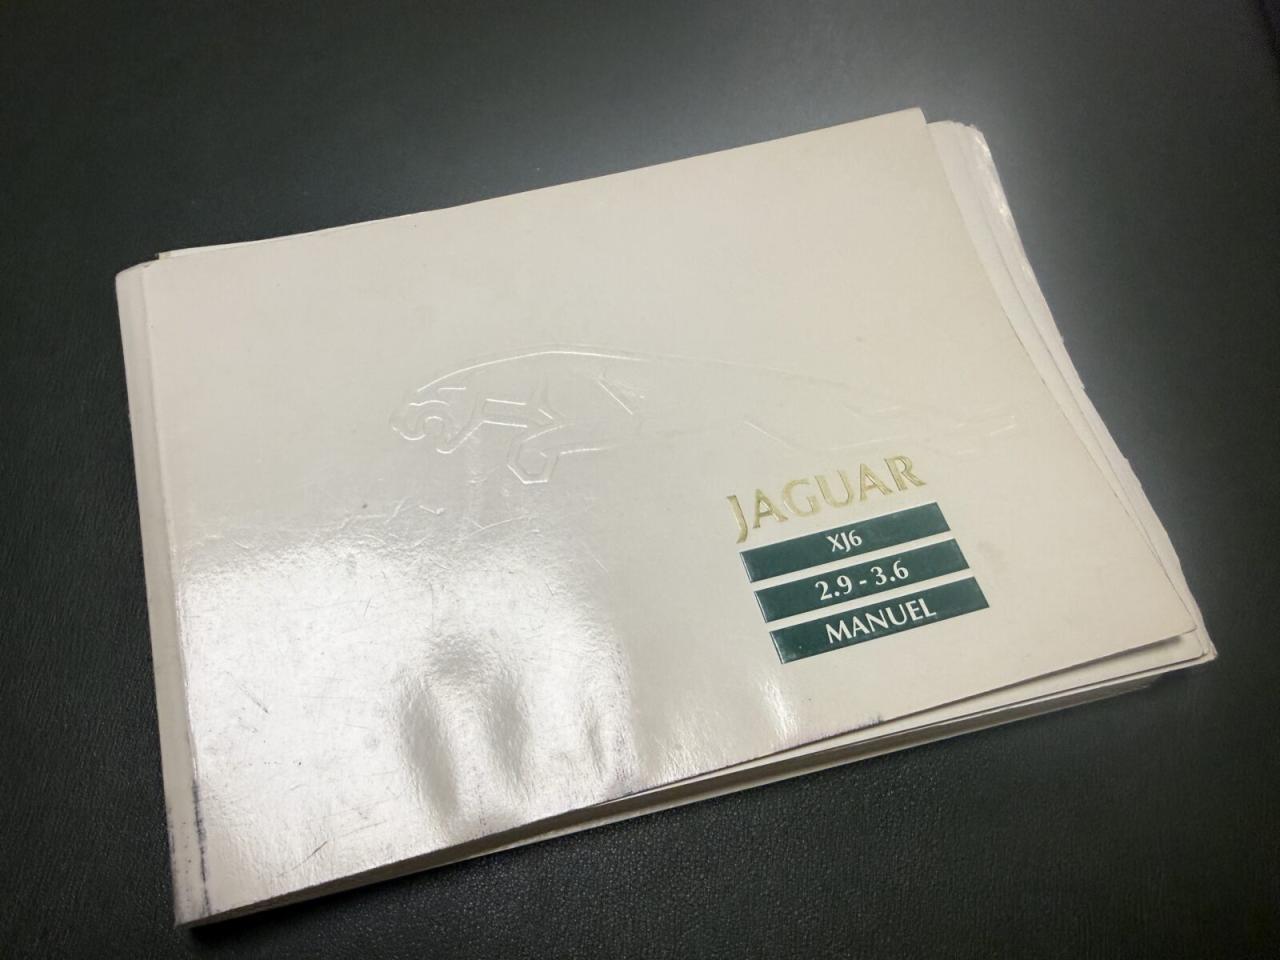 JAGUAR
XJ6
2.9 - 3.6
MANUEL